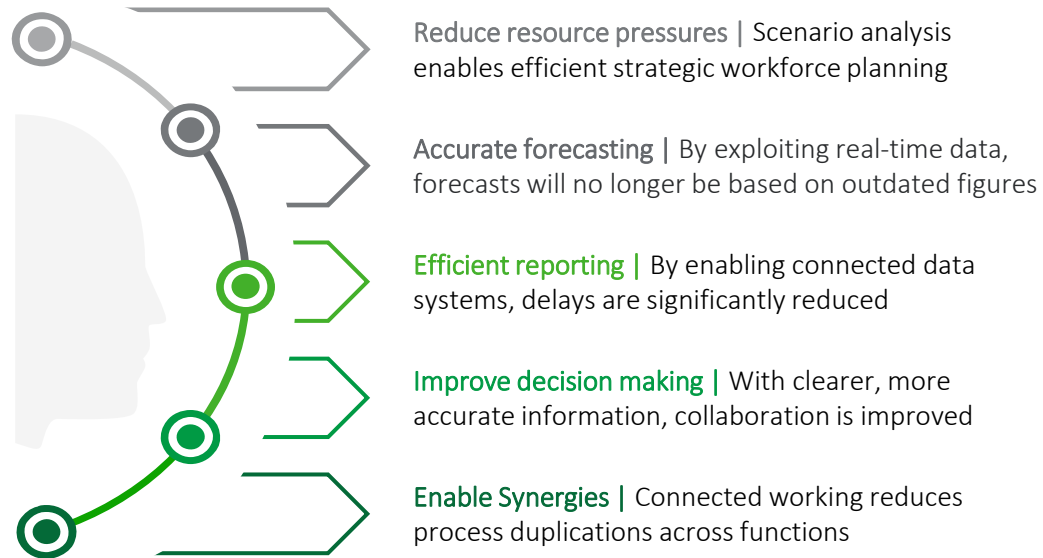 Reduce resource pressures | Scenario analysis
enables efficient strategic workforce planning
Accurate forecasting | By exploiting real-time data,
forecasts will no longer be based on outdated figures
Efficient reporting | By enabling connected data
systems, delays are significantly reduced
Improve decision making | With clearer, more
accurate information, collaboration is improved
Enable Synergies | Connected working reduces
process duplications across functions